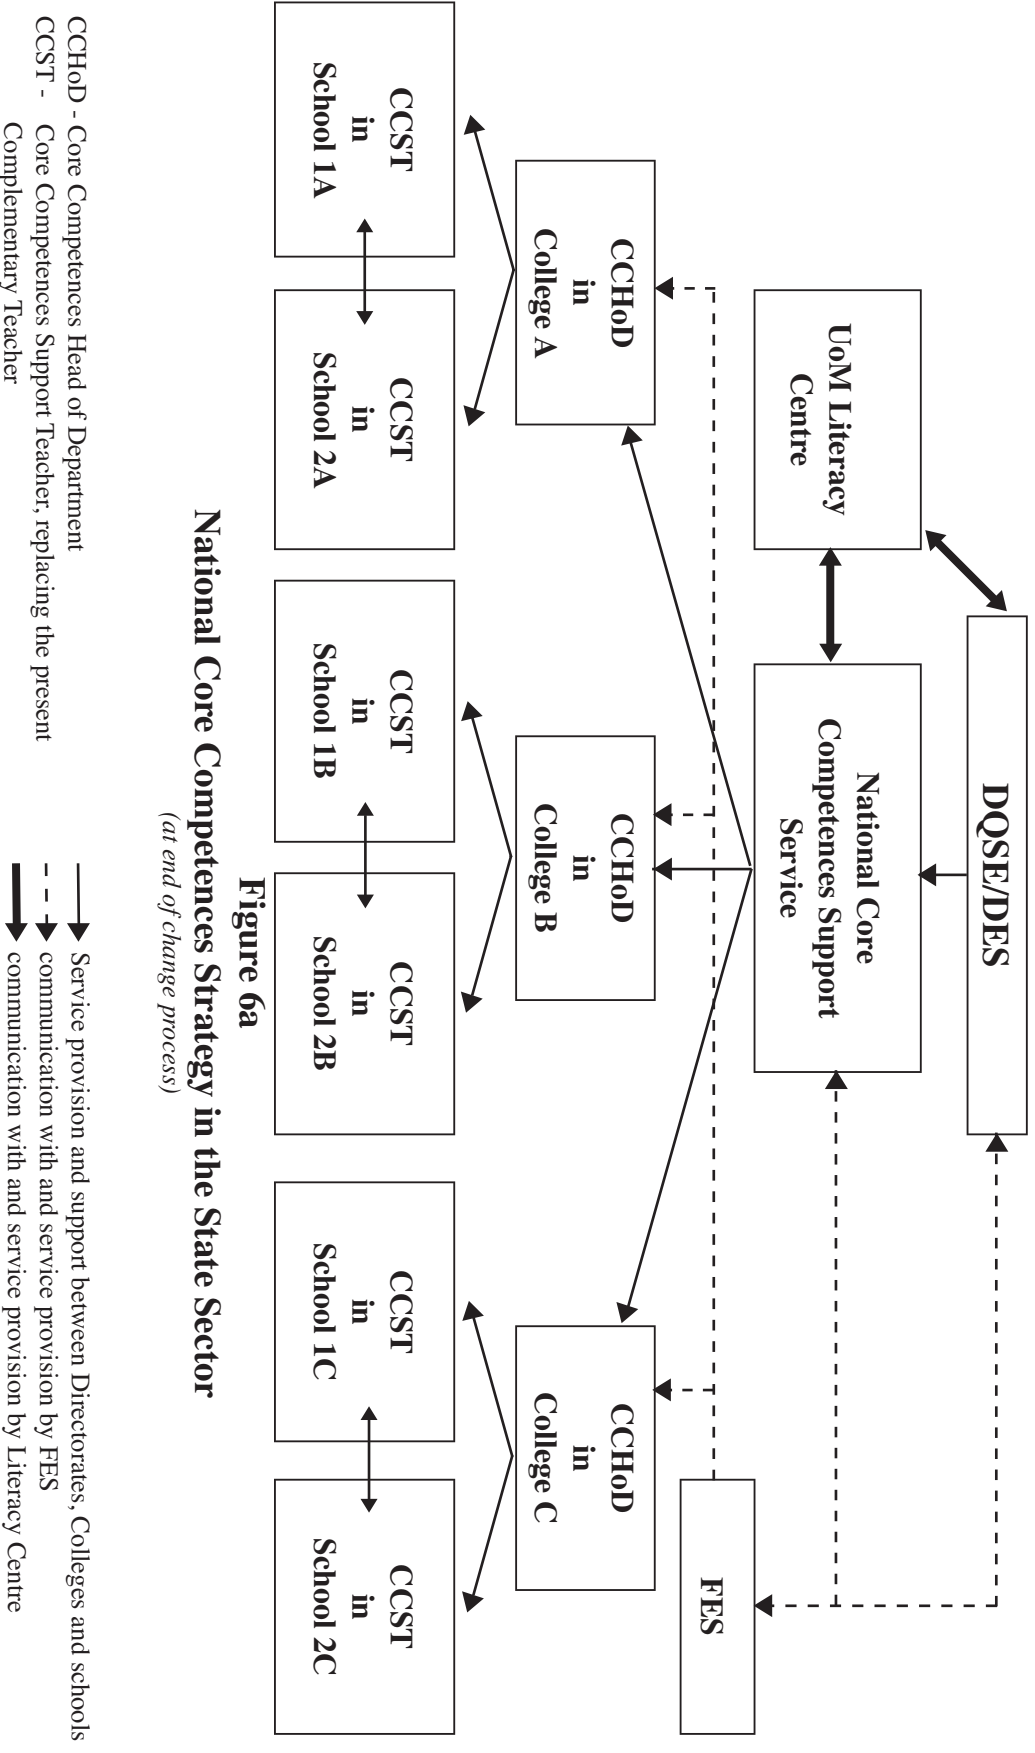 DQSE/DES
UoM Literacy
Centre
National Core
Competences Support
Service
FES
CCHoD
in
College A
CCHoD
in
College B
CCHoD
in
College C
CCST
in
School 1A
CCST
in
School 2A
CCST
in
School 1B
CCST
in
School 2B
CCST
in
School 1C
CCST
in
School 2C
Figure 6a
National Core Competences Strategy in the State Sector
(at end of change process)
CCHoD - Core Competences Head of Department
CCST - Core Competences Support Teacher, replacing the present
Complementary Teacher
Service provision and support between Directorates, Colleges and schools
communication with and service provision by FES
communication with and service provision by Literacy Centre